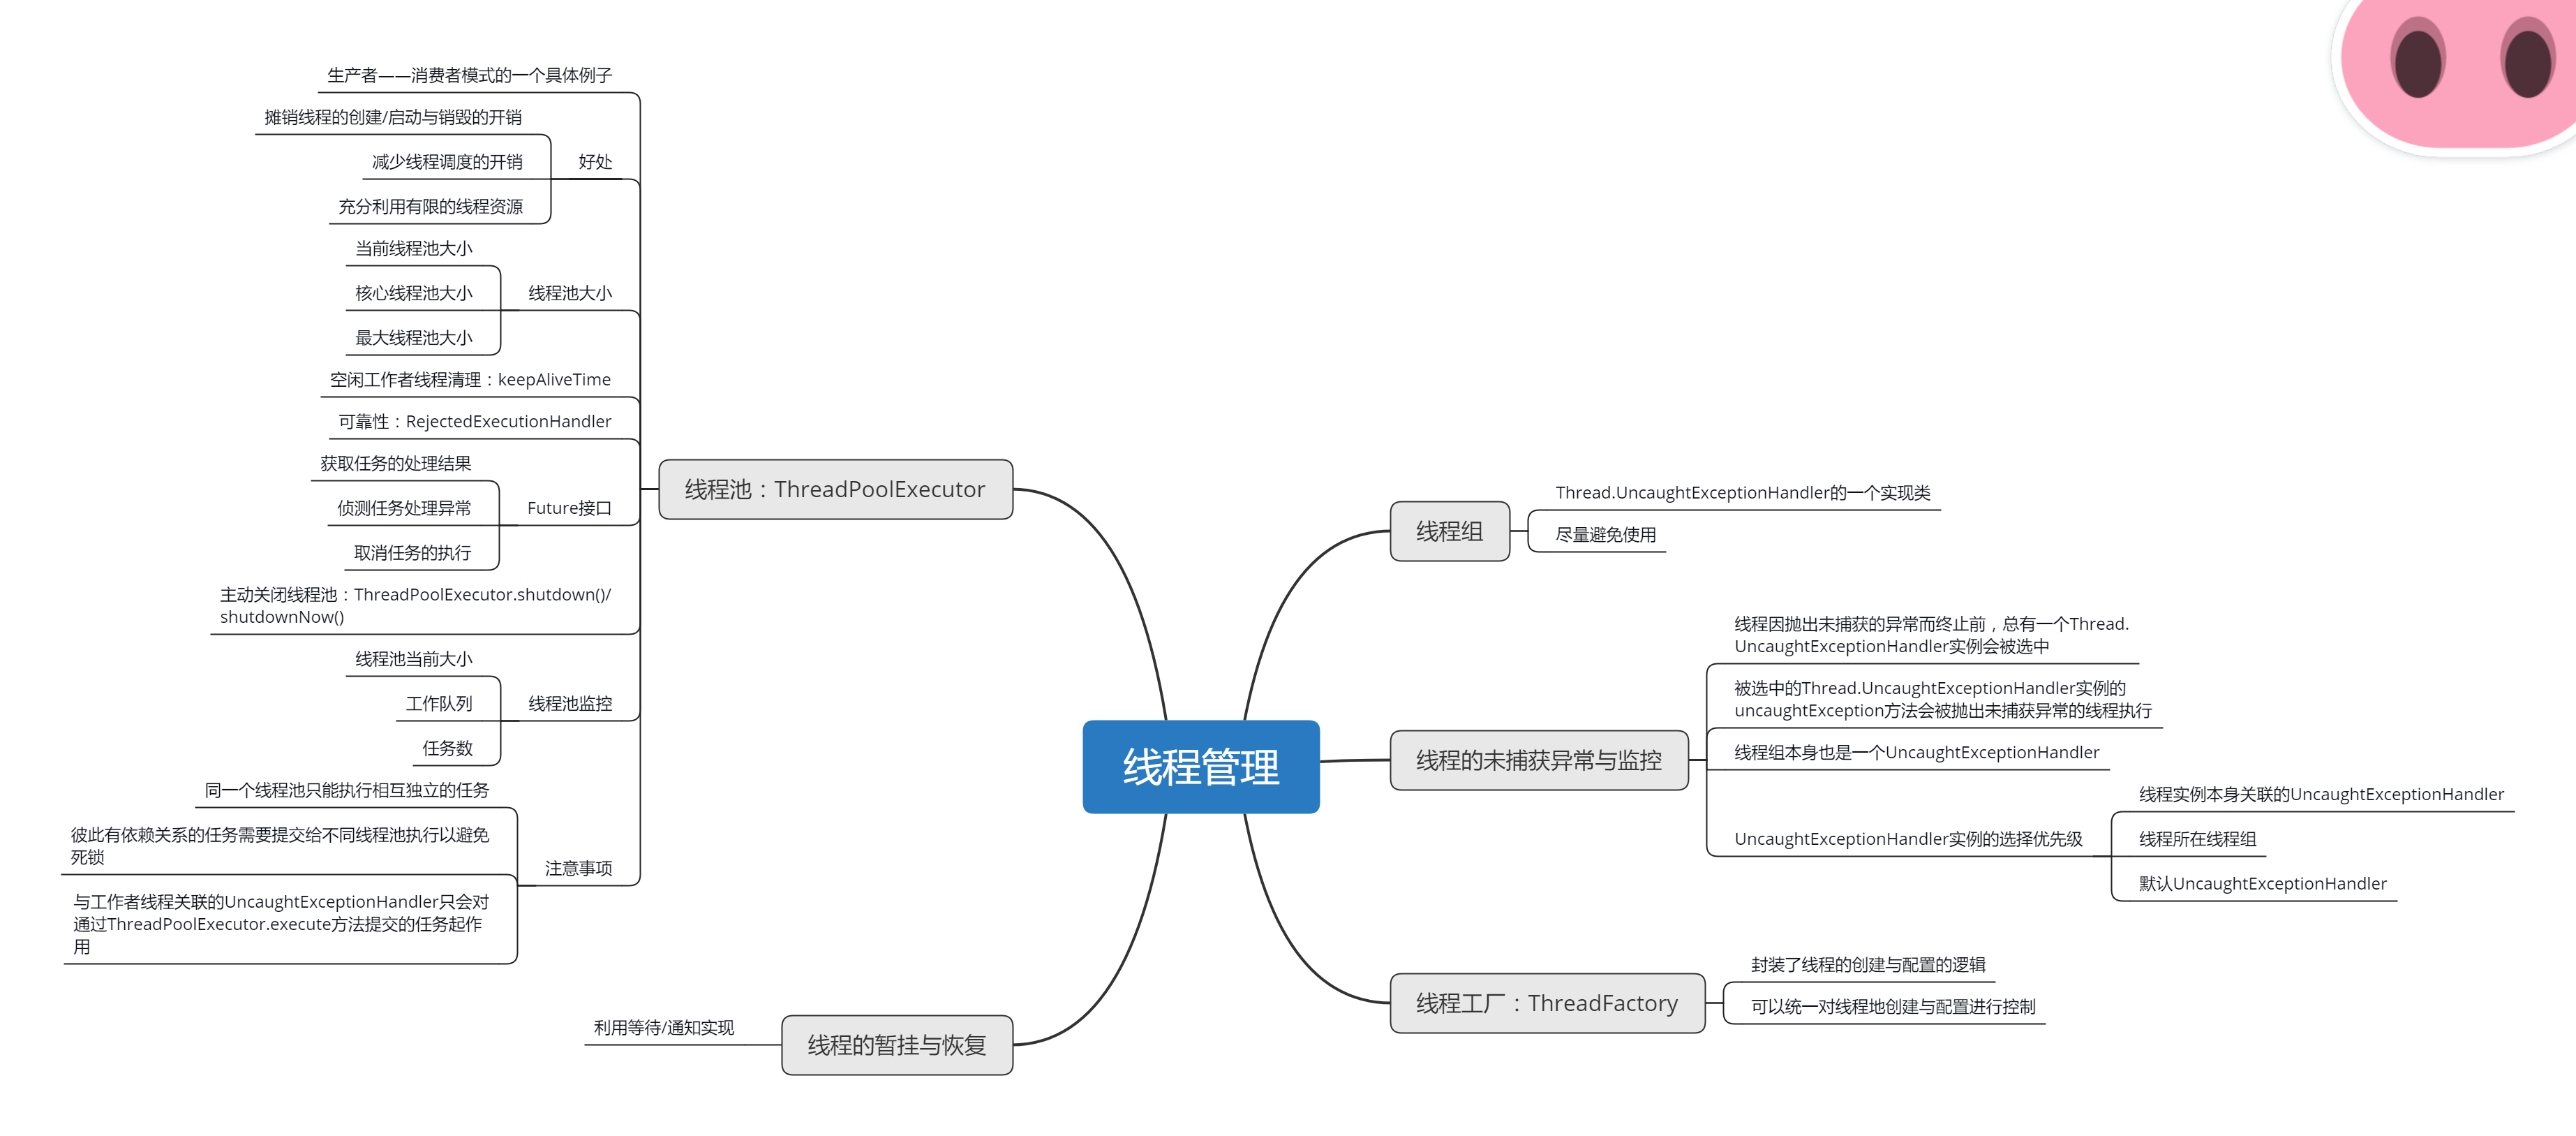 线程管理
线程组
Thread.UncaughtExceptionHandler的一个实现类
尽量避免使用
线程的未捕获异常与监控
线程因抛出未捕获的异常而终止前，总有一个Thread.
UncaughtExceptionHandler实例会被选中
被选中的Thread.UncaughtExceptionHandler实例的
uncaughtException方法会被抛出未捕获异常的线程执行
线程组本身也是一个UncaughtExceptionHandler
UncaughtExceptionHandler实例的选择优先级
线程实例本身关联的UncaughtExceptionHandler
线程所在线程组
默认UncaughtExceptionHandler
线程工厂：ThreadFactory
封装了线程的创建与配置的逻辑
可以统一对线程地创建与配置进行控制
线程池：ThreadPoolExecutor
生产者——消费者模式的一个具体例子
好处
摊销线程的创建/启动与销毁的开销
减少线程调度的开销
充分利用有限的线程资源
线程池大小
当前线程池大小
核心线程池大小
最大线程池大小
空闲工作者线程清理：keepAliveTime
可靠性：RejectedExecutionHandler
Future接口
获取任务的处理结果
侦测任务处理异常
取消任务的执行
主动关闭线程池：ThreadPoolExecutor.shutdown()/
shutdownNow()
线程池监控
线程池当前大小
工作队列
任务数
注意事项
同一个线程池只能执行相互独立的任务
彼此有依赖关系的任务需要提交给不同线程池执行以避免
死锁
与工作者线程关联的UncaughtExceptionHandler只会对
通过ThreadPoolExecutor.execute方法提交的任务起作
用
线程的暂挂与恢复
利用等待/通知实现